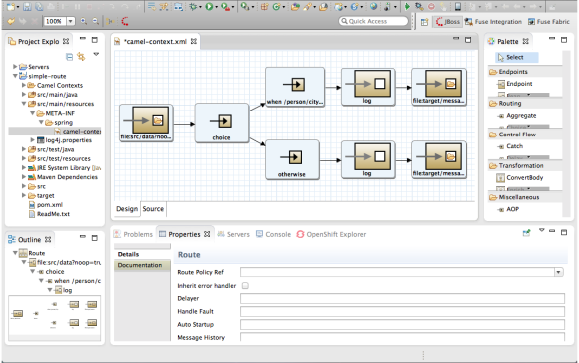 100%
Quick Access
JBoss
Fuse Integration
Fuse Fabric
Project Explo
Servers
simple-route
Camel Contexts
src/main/java
src/main/resources
META-INF
spring
camel-conte
log4j.properties
src/test/java
src/test/resources
JRE System Library [Jav
Maven Dependencies
src
target
pom.xml
ReadMe.txt
*camel-context.xml
file:src/data?noo...
choice
when /person/city...
log
file:target/messa...
otherwise
log
file:target/messa...
Design
Source
Palette
Select
Endpoints
Endpoint
Routing
Aggregate
Control Flow
Catch
Transformation
ConvertBody
Miscellaneous
AOP
Outline
Route
file:src/data?noop=tru
choice
when /person/c
log
Problems
Properties
Servers
Console
OpenShift Explorer
Details
Documentation
Route
Route Policy Ref
Inherit error handler
Delayer
Handle Fault
Auto Startup
Message History